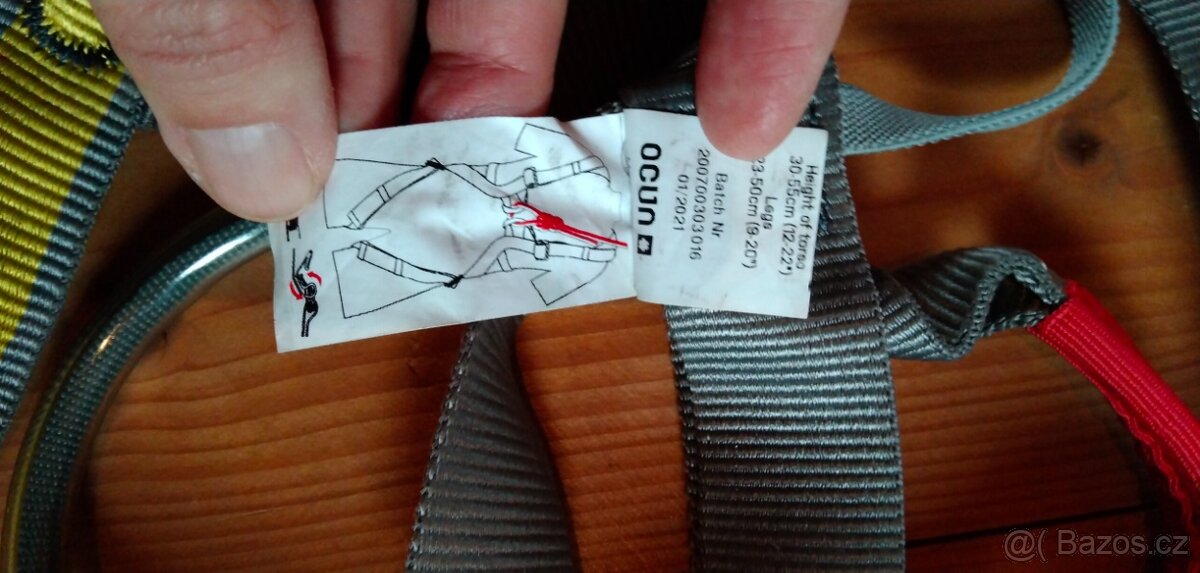 Height of torso
30-55cm (12-22")
Legs
23-50cm (9-20")
Batch Nr
200700303016
01/2021
OCUN
@( Bazos.cz